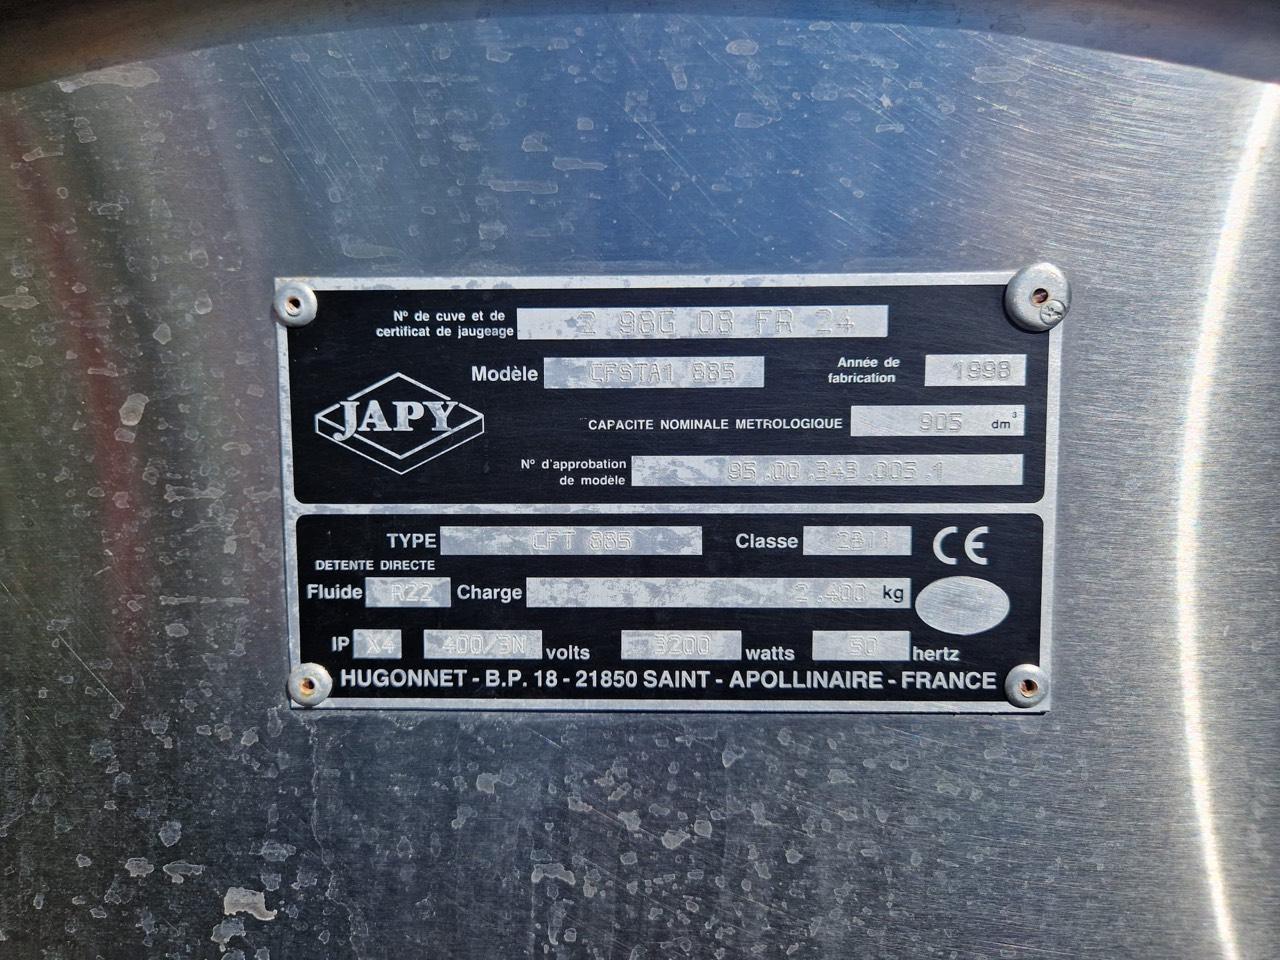 N° de cuve et de
certificat de jaugeage 2 98G 08 FR 24
Modèle CFSTA1 885 Année de fabrication 1998
JAPY
CAPACITE NOMINALE METROLOGIQUE 905 dm³
N° d'approbation
de modèle 95.00.343.005.1
TYPE CFT 885 Classe CE
DETENTE DIRECTE
Fluide R22 Charge 2.400 kg
IP X4 400/3N volts 3200 watts 50 hertz
HUGONNET - B.P. 18 - 21850 SAINT - APOLLINAIRE - FRANCE